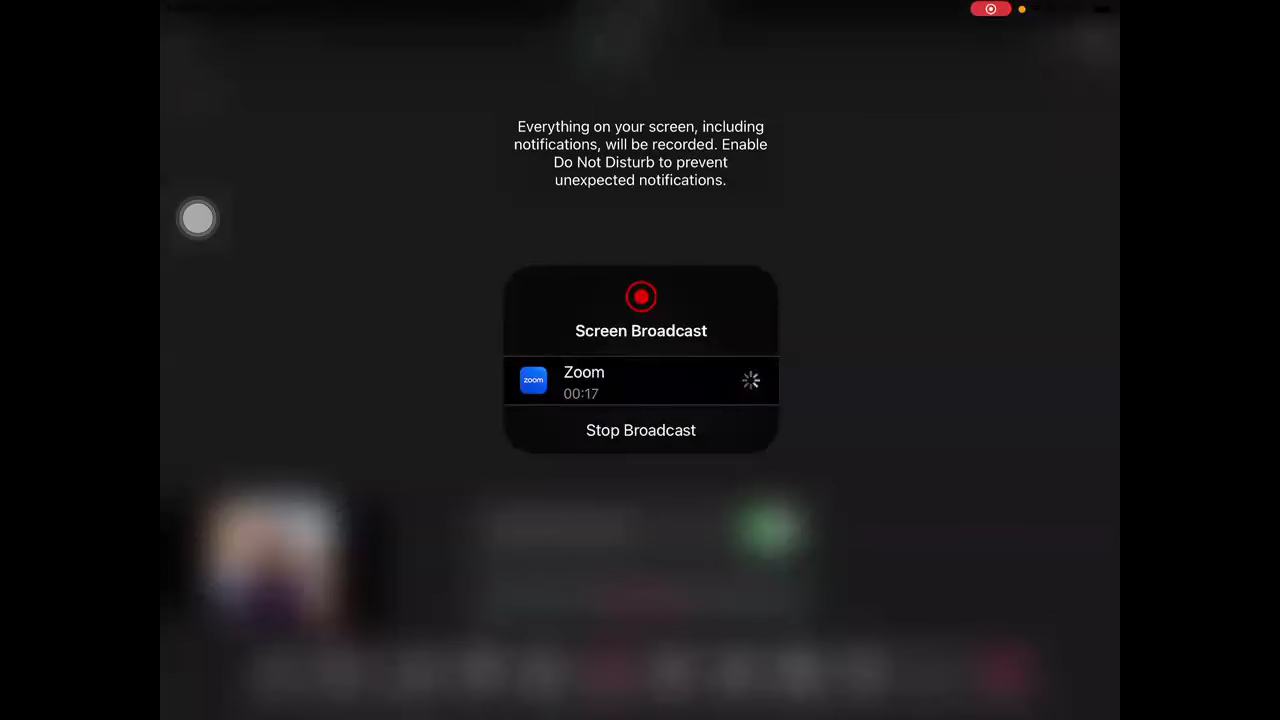 Everything on your screen, including
notifications, will be recorded. Enable
Do Not Disturb to prevent
unexpected notifications.
Screen Broadcast
zoom
Zoom
00:17
Stop Broadcast